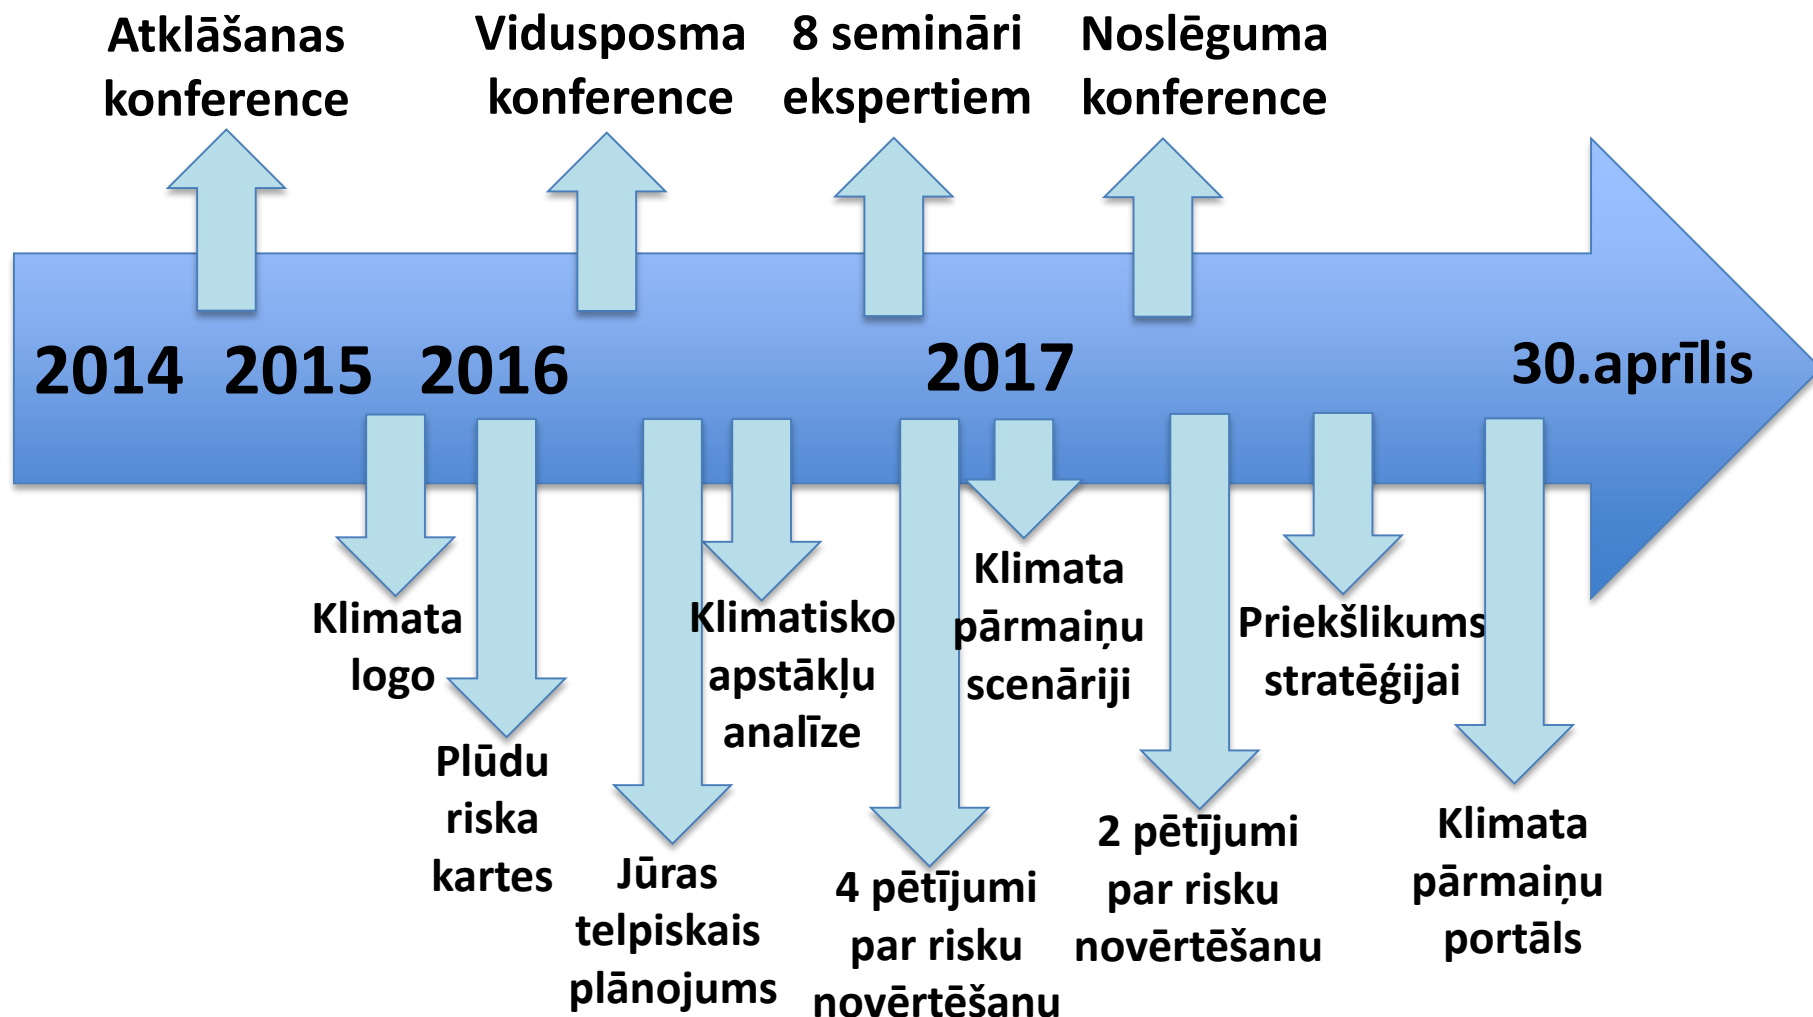 Atklāšanas
konference
Vidusposma
konference
8 semināri
ekspertiem
Noslēguma
konference
2014
2015
2016
2017
30.aprīlis
Klimata
logo
Plūdu
riska
kartes
Jūras
telpiskais
plānojums
Klimatisko
apstākļu
analīze
4 pētījumi
par risku
novērtēšanu
Klimata
pārmaiņu
scenāriji
2 pētījumi
par risku
novērtēšanu
Priekšlikums
stratēģijai
Klimata
pārmaiņu
portāls